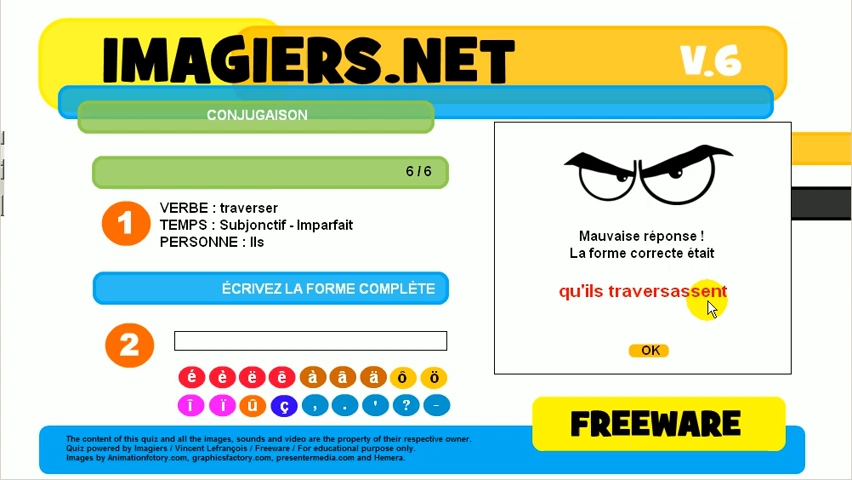 IMAGIERS.NET
V.6
CONJUGAISON
6 / 6
1
VERBE : traverser
TEMPS : Subjonctif - Imparfait
PERSONNE : Ils
ÉCRIVEZ LA FORME COMPLÈTE
2
é è ë ê à â ä ô ö
î ï û ç , . ' ? -
Mauvaise réponse !
La forme correcte était
qu'ils traversassent
OK
FREEWARE
The content of this quiz and all the images, sounds and video are the property of their respective owner.
Quiz powered by Imagiers / Vincent Lefrançois / Freeware / For educational purpose only.
Images by Animationfctory.com, graphicsfactory.com, presentermedia.com and Hemera.